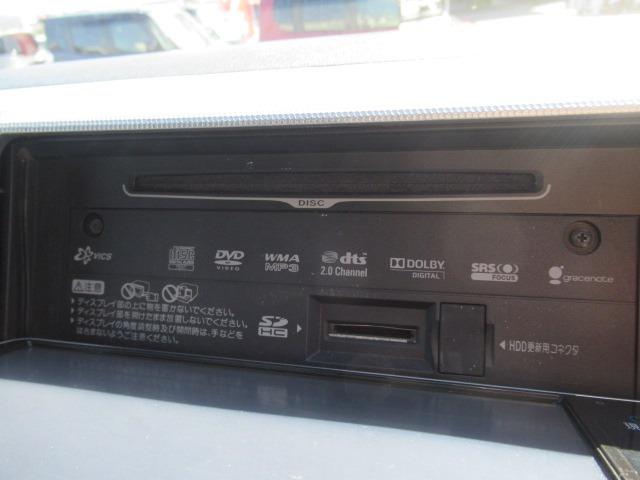 DISC
VICS
COMPACT disc DIGITAL AUDIO
DVD VIDEO
WMA MP3
dts 2.0 Channel
DOLBY DIGITAL
SRS FOCUS
gracenote
注意
ディスプレイ部の上に物を置かないでください。
ディスプレイ部を開けたまま放置しないでください。
ディスプレイの角度調整時及び開閉時は、手などを
はさまないようご注意ください。
SD HC
HDD更新用コネクタ